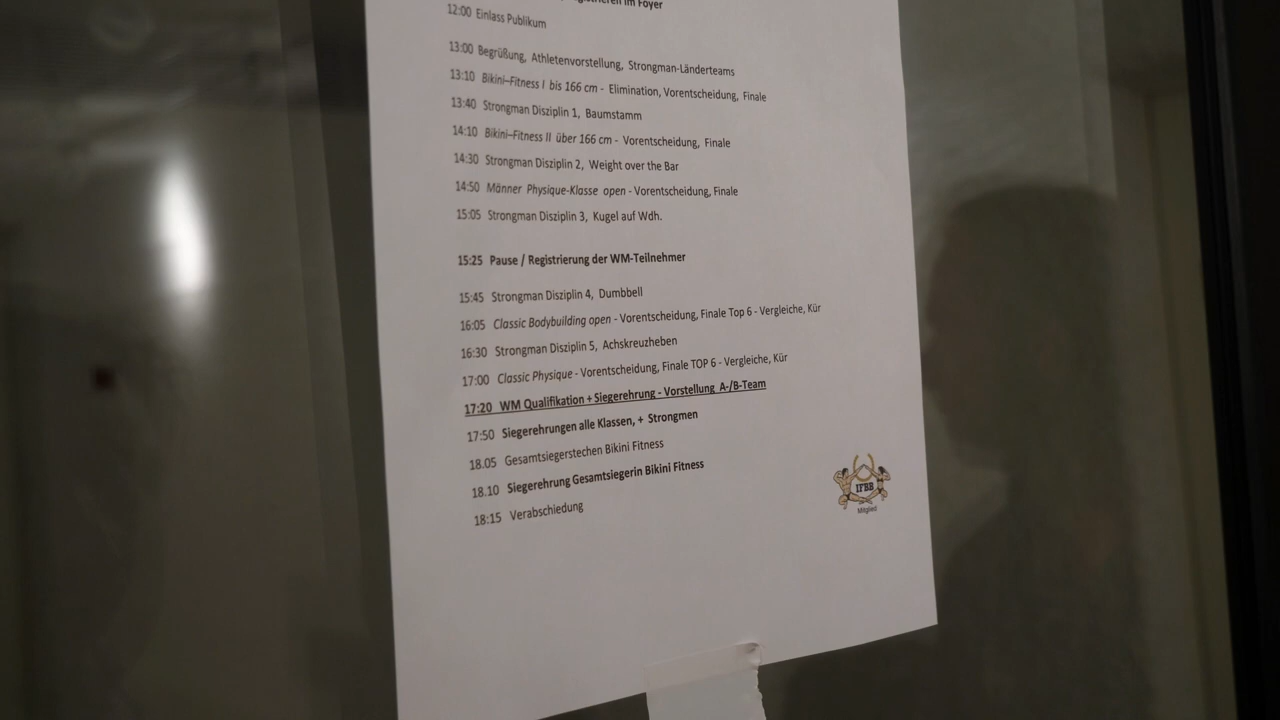 im Foyer
12:00 Einlass Publikum
13:00 Begrüßung, Athletenvorstellung, Strongman-Länderteams
13:10 Bikini–Fitness I bis 166 cm - Elimination, Vorentscheidung, Finale
13:40 Strongman Disziplin 1, Baumstamm
14:10 Bikini–Fitness II über 166 cm - Vorentscheidung, Finale
14:30 Strongman Disziplin 2, Weight over the Bar
14:50 Männer Physique-Klasse open - Vorentscheidung, Finale
15:05 Strongman Disziplin 3, Kugel auf Wdh.
15:25 Pause / Registrierung der WM-Teilnehmer
15:45 Strongman Disziplin 4, Dumbbell
16:05 Classic Bodybuilding open - Vorentscheidung, Finale Top 6 - Vergleiche, Kür
16:30 Strongman Disziplin 5, Achskreuzheben
17:00 Classic Physique - Vorentscheidung, Finale TOP 6 - Vergleiche, Kür
17:20 WM Qualifikation + Siegerehrung - Vorstellung A-/B-Team
17:50 Siegerehrungen alle Klassen, + Strongmen
18.05 Gesamtsiegerstechen Bikini Fitness
18.10 Siegerehrung Gesamtsiegerin Bikini Fitness
18:15 Verabschiedung
IFBB
Mitglied